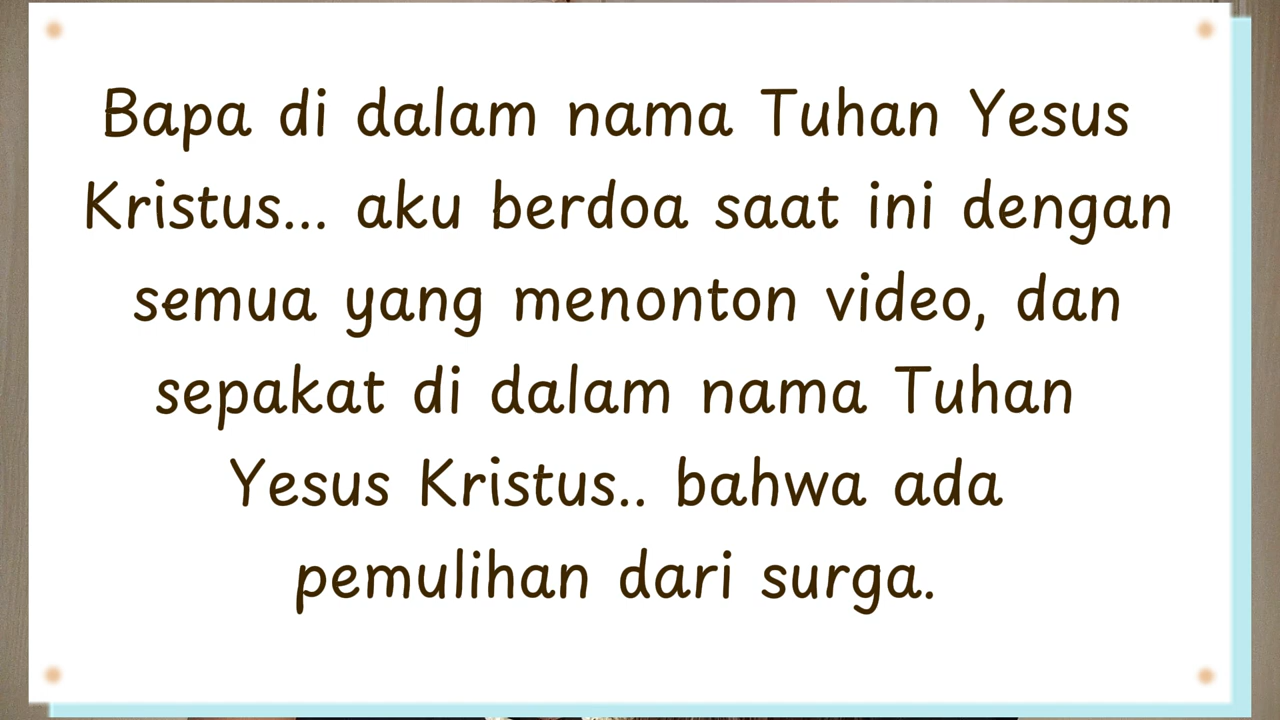 Bapa di dalam nama Tuhan Yesus
Kristus... aku berdoa saat ini dengan
semua yang menonton video, dan
sepakat di dalam nama Tuhan
Yesus Kristus.. bahwa ada
pemulihan dari surga.